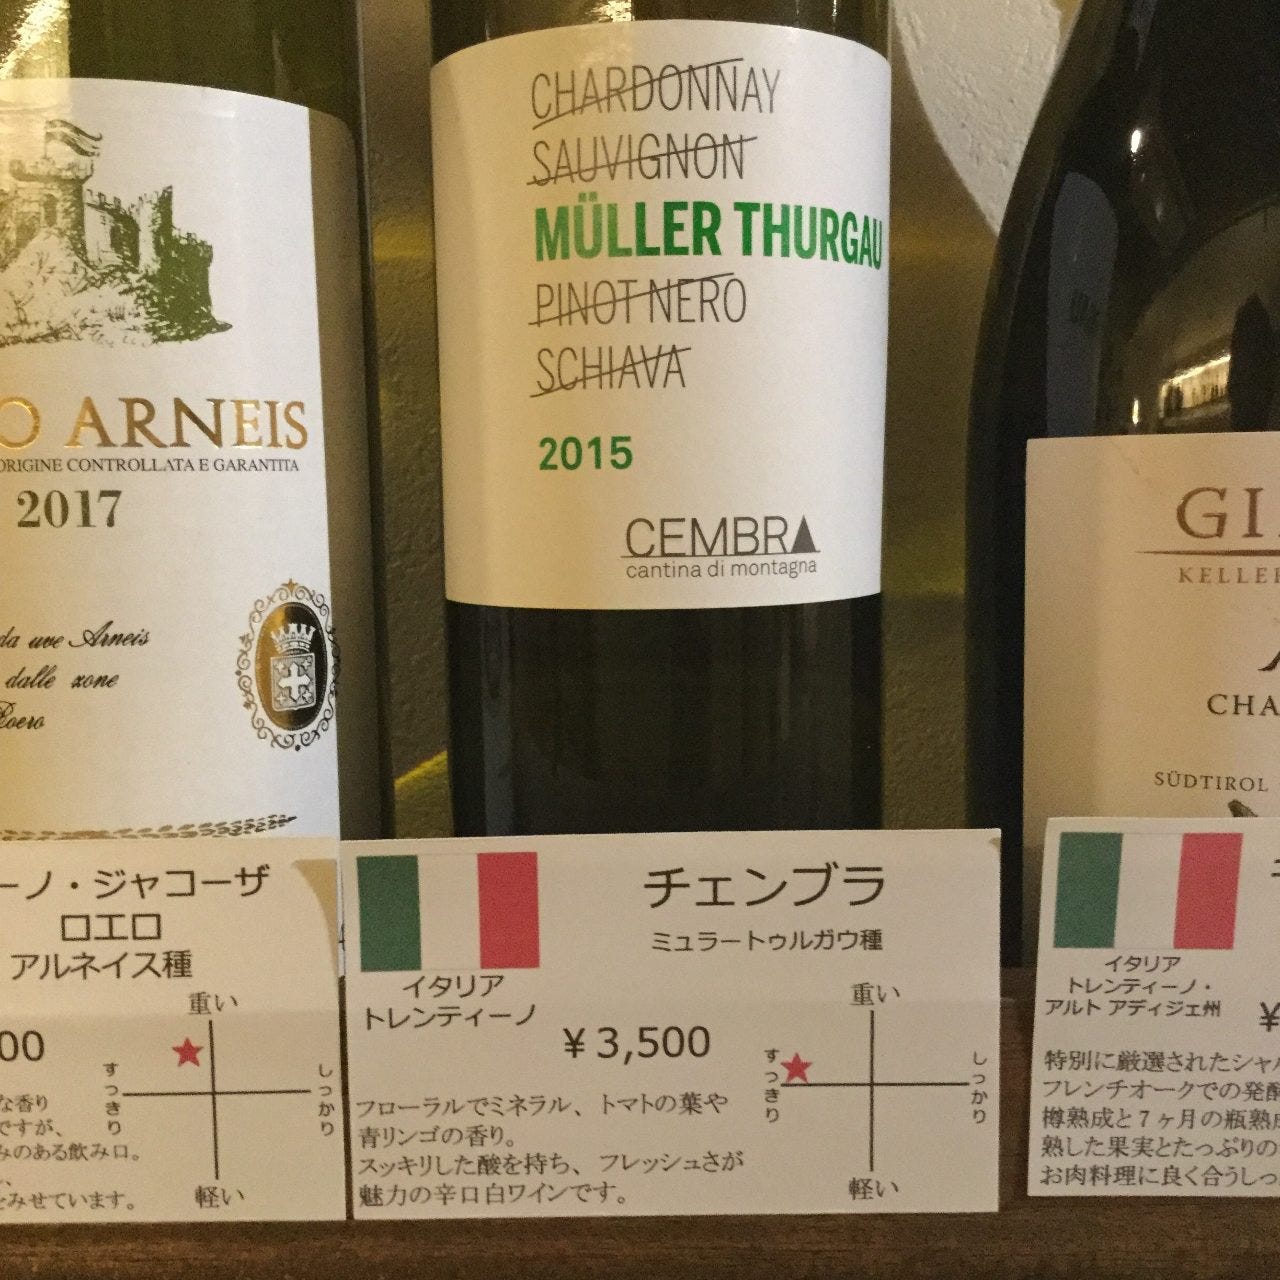 ARNEIS
ORIGINE CONTROLLATA E GARANTITA
2017
da uve Arneis
dalle zone
Roero
CHARDONNAY
SAUVIGNON
MÜLLER THURGAU
PINOT NERO
SCHIAVA
2015
CEMBRA
cantina di montagna
KELLER
SÜDTIROL
ーノ・ジャコーザ
ロエロ
アルネイス種
重い
00
すっきり
しっかり
な香り
ですが、
みのある飲み口。
をみせています。
軽い
チェンブラ
ミュラートゥルガウ種
イタリア
トレンティーノ
¥3,500
重い
すっきり
しっかり
フローラルでミネラル、トマトの葉や
青リンゴの香り。
スッキリした酸を持ち、フレッシュさが
魅力の辛口白ワインです。
軽い
イタリア
トレンティーノ・
アルト アディジェ州
¥
特別に厳選されたシャ
フレンチオークでの発酵
樽熟成と7ヶ月の瓶熟成
熟した果実とたっぷりの
お肉料理に良く合うしっ